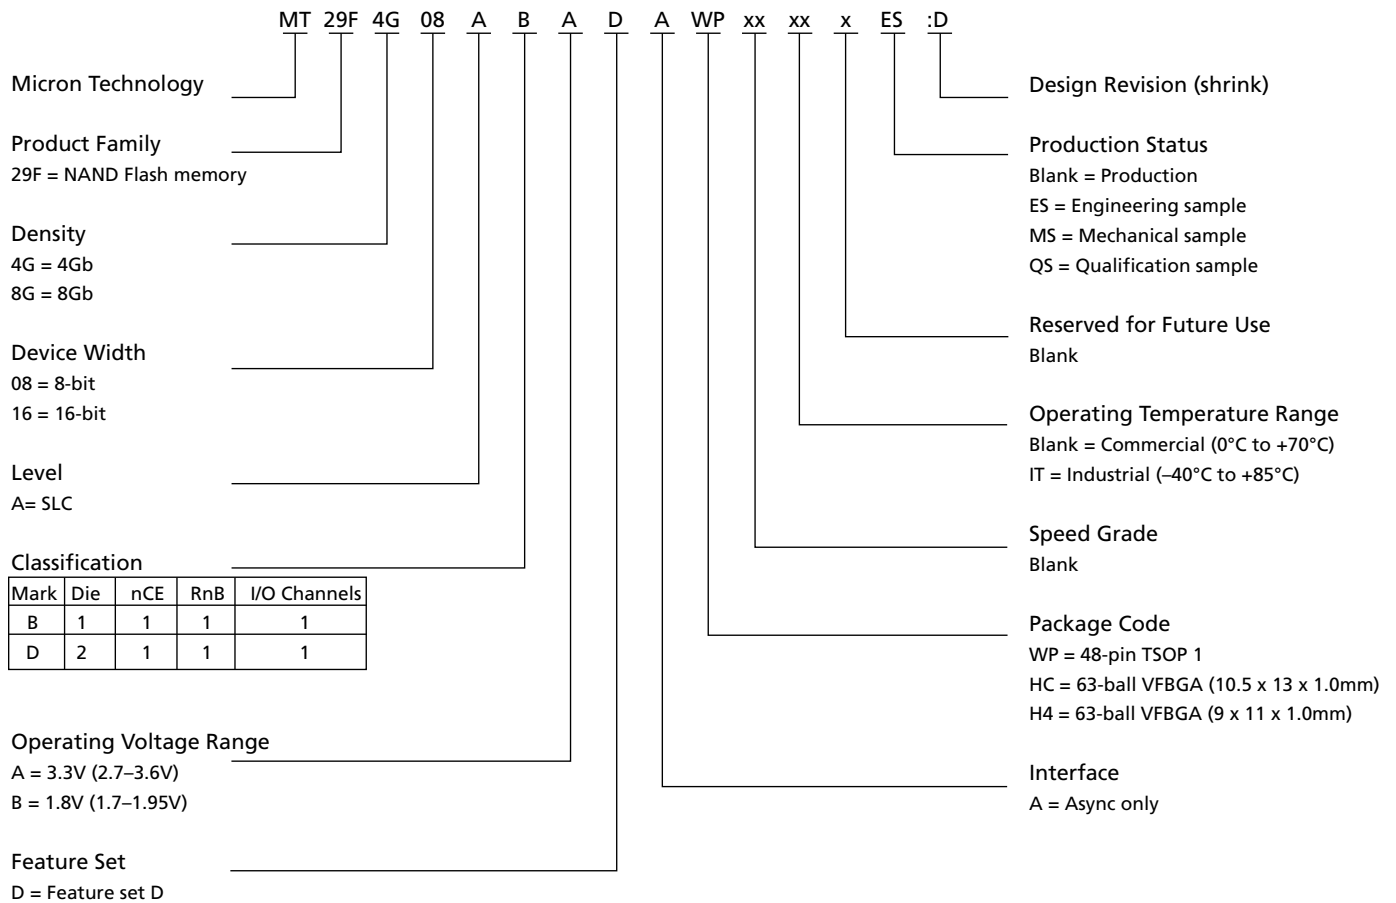 MT 29F 4G 08 A B A D A WP xx xx x ES :D
Micron Technology
Product Family
29F = NAND Flash memory
Density
4G = 4Gb
8G = 8Gb
Device Width
08 = 8-bit
16 = 16-bit
Level
A= SLC
Classification
Mark Die nCE RnB I/O Channels
B 1 1 1 1
D 2 1 1 1
Operating Voltage Range
A = 3.3V (2.7–3.6V)
B = 1.8V (1.7–1.95V)
Feature Set
D = Feature set D
Design Revision (shrink)
Production Status
Blank = Production
ES = Engineering sample
MS = Mechanical sample
QS = Qualification sample
Reserved for Future Use
Blank
Operating Temperature Range
Blank = Commercial (0°C to +70°C)
IT = Industrial (–40°C to +85°C)
Speed Grade
Blank
Package Code
WP = 48-pin TSOP 1
HC = 63-ball VFBGA (10.5 x 13 x 1.0mm)
H4 = 63-ball VFBGA (9 x 11 x 1.0mm)
Interface
A = Async only